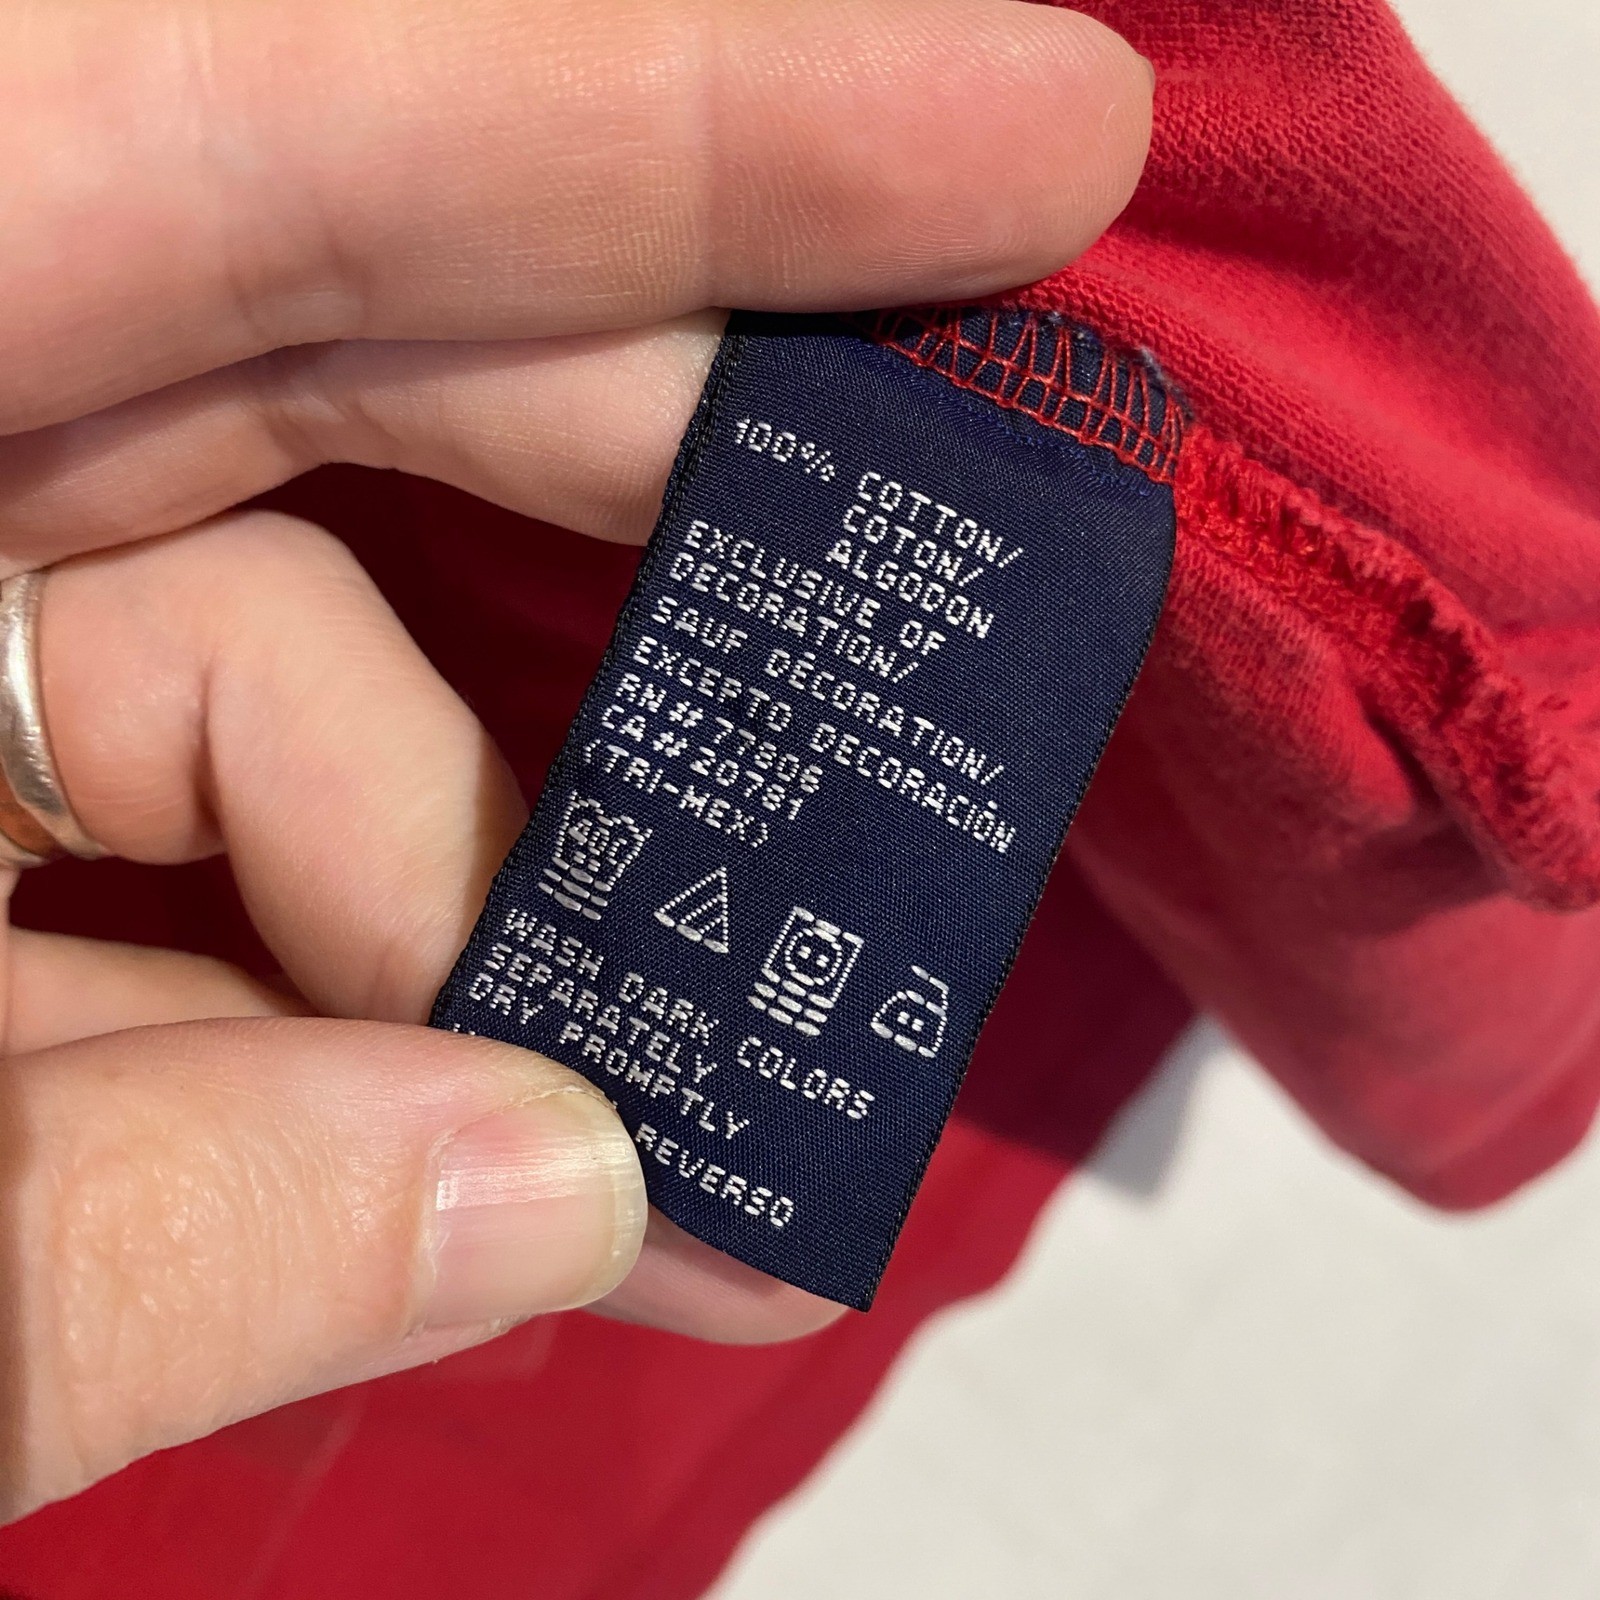 100% COTTON/
COTON/
ALGODON
EXCLUSIVE OF
DECORATION/
SAUF DÉCORATION/
EXCEPTO DECORACIÓN
RN#77806
CA#20781
(TRI-MEX)
40
WASH DARK COLORS
SEPARATELY
DRY PROMPTLY
REVERSO